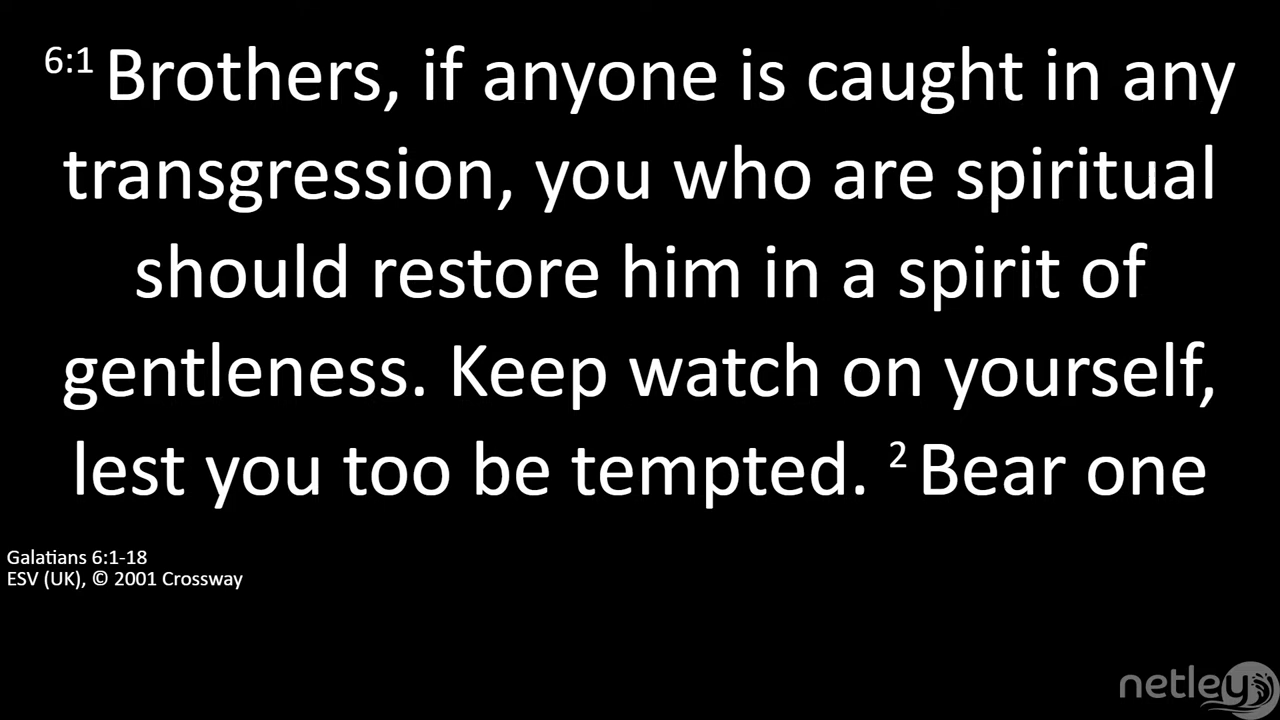 6:1 Brothers, if anyone is caught in any
transgression, you who are spiritual
should restore him in a spirit of
gentleness. Keep watch on yourself,
lest you too be tempted. 2 Bear one
Galatians 6:1-18
ESV (UK), © 2001 Crossway
netley